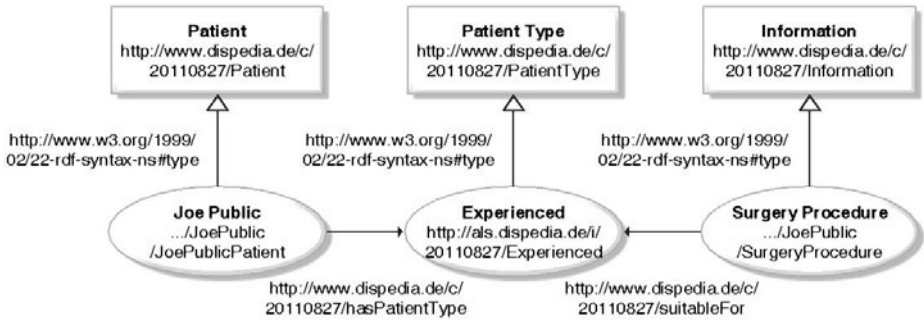 Patient
http://www.dispedia.de/c/
20110827/Patient
Patient Type
http://www.dispedia.de/c/
20110827/PatientType
Information
http://www.dispedia.de/c/
20110827/Information
http://www.w3.org/1999/
02/22-rdf-syntax-ns#type
http://www.w3.org/1999/
02/22-rdf-syntax-ns#type
http://www.w3.org/1999/
02/22-rdf-syntax-ns#type
Joe Public
.../JoePublic
/JoePublicPatient
Experienced
http://als.dispedia.de/i/
20110827/Experienced
Surgery Procedure
.../JoePublic
/SurgeryProcedure
http://www.dispedia.de/c/
20110827/hasPatientType
http://www.dispedia.de/c/
20110827/suitableFor